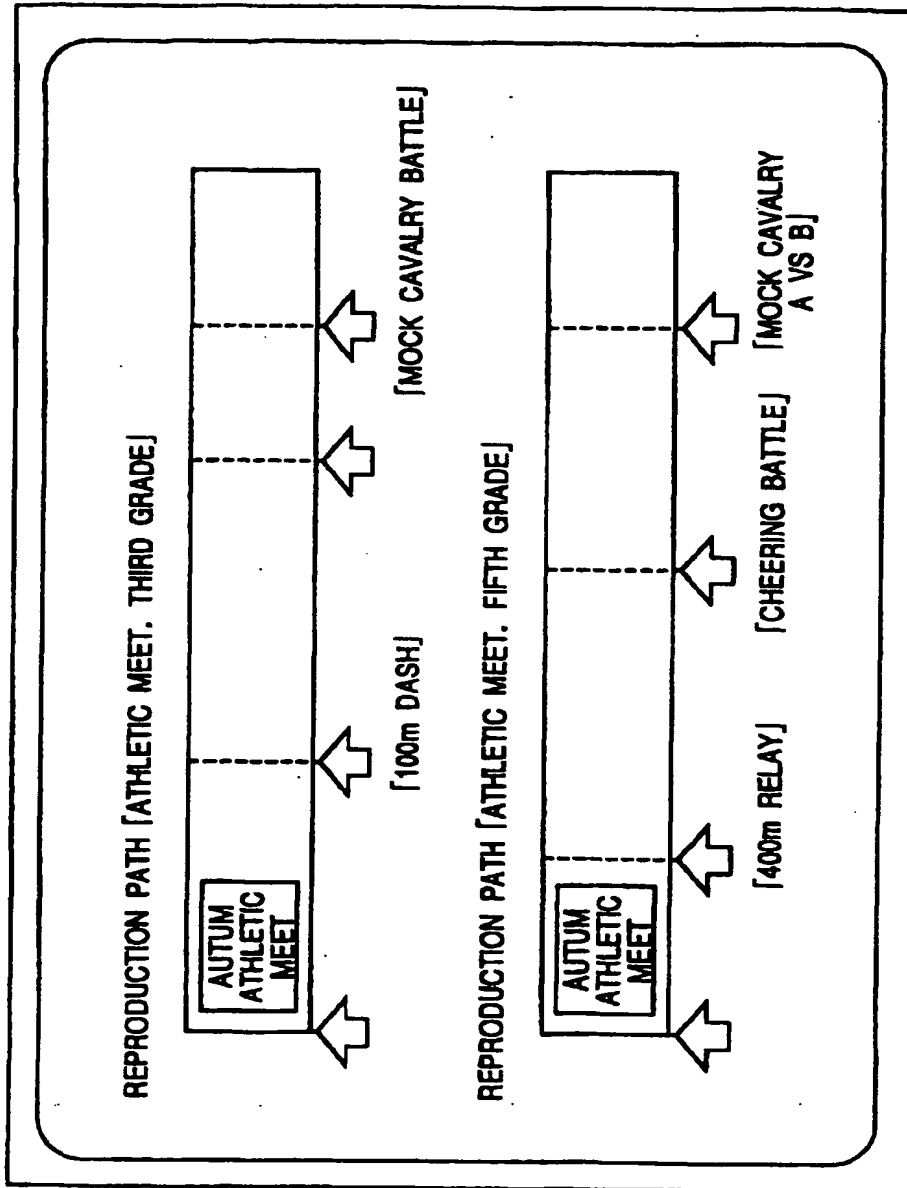 REPRODUCTION PATH「ATHLETIC MEET. THIRD GRADE」
AUTUM
ATHLETIC
MEET
「100m DASH」
「MOCK CAVALRY BATTLE」
REPRODUCTION PATH「ATHLETIC MEET. FIFTH GRADE」
AUTUM
ATHLETIC
MEET
「400m RELAY」
「CHEERING BATTLE」
「MOCK CAVALRY
A VS B」